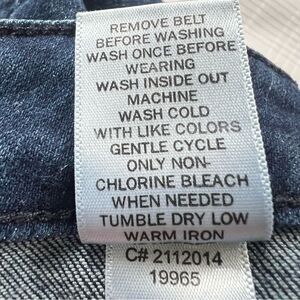 REMOVE BELT
BEFORE WASHING
WASH ONCE BEFORE
WEARING
WASH INSIDE OUT
MACHINE
WASH COLD
WITH LIKE COLORS
GENTLE CYCLE
ONLY NON-
CHLORINE BLEACH
WHEN NEEDED
TUMBLE DRY LOW
WARM IRON
C# 2112014
19965